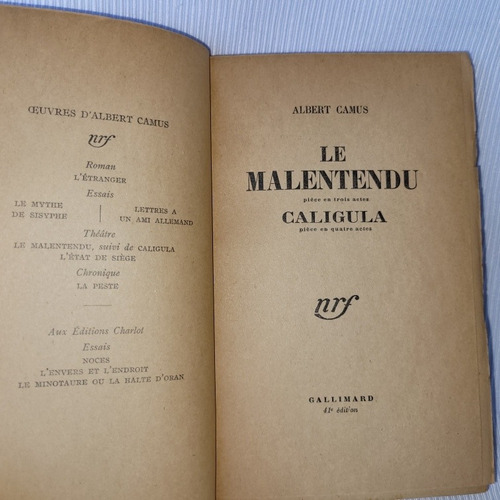 ŒUVRES D'ALBERT CAMUS
nrf
Roman
L'ÉTRANGER
Essais
LE MYTHE
DE SISYPHE
LETTRES A
UN AMI ALLEMAND
Théâtre
LE MALENTENDU, suivi de CALIGULA
L'ÉTAT DE SIÈGE
Chronique
LA PESTE
Aux Éditions Charlot
Essais
NOCES
L'ENVERS ET L'ENDROIT
LE MINOTAURE OU LA HALTE D'ORAN
ALBERT CAMUS
LE
MALENTENDU
pièce en trois actes
CALIGULA
pièce en quatre actes
nrf
GALLIMARD
41e édition